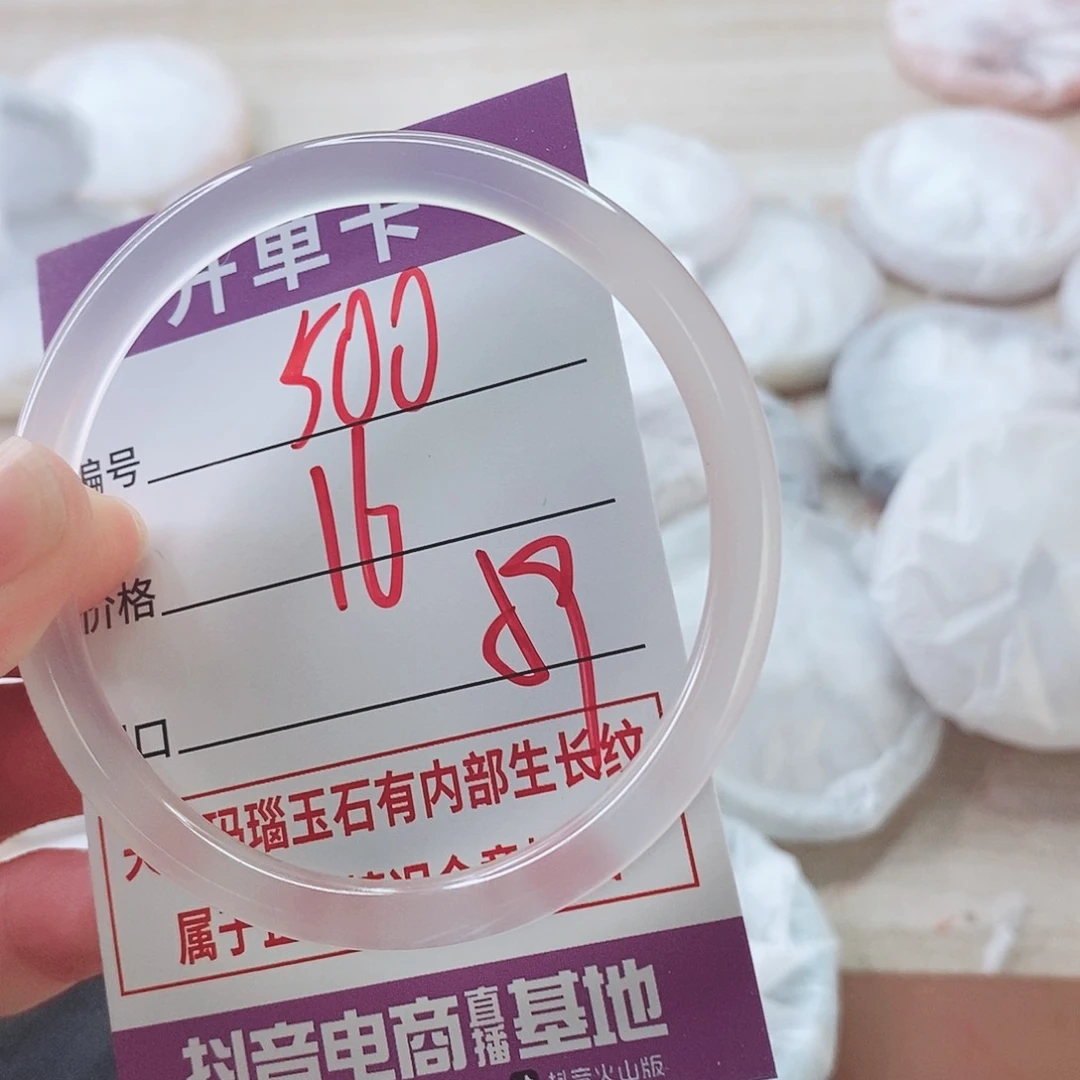 开单卡
编号 500
价格 16
口
玛瑙玉石有内部生长纹
属于
抖音电商直播基地
抖音火山版